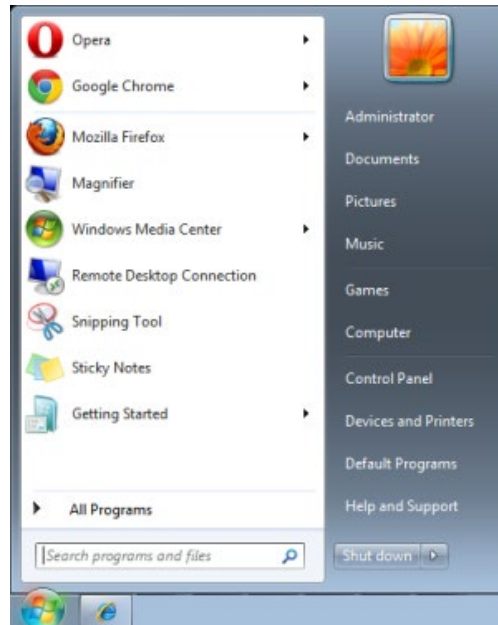 Opera
Google Chrome
Mozilla Firefox
Magnifier
Windows Media Center
Remote Desktop Connection
Snipping Tool
Sticky Notes
Getting Started
All Programs
Search programs and files
Administrator
Documents
Pictures
Music
Games
Computer
Control Panel
Devices and Printers
Default Programs
Help and Support
Shut down